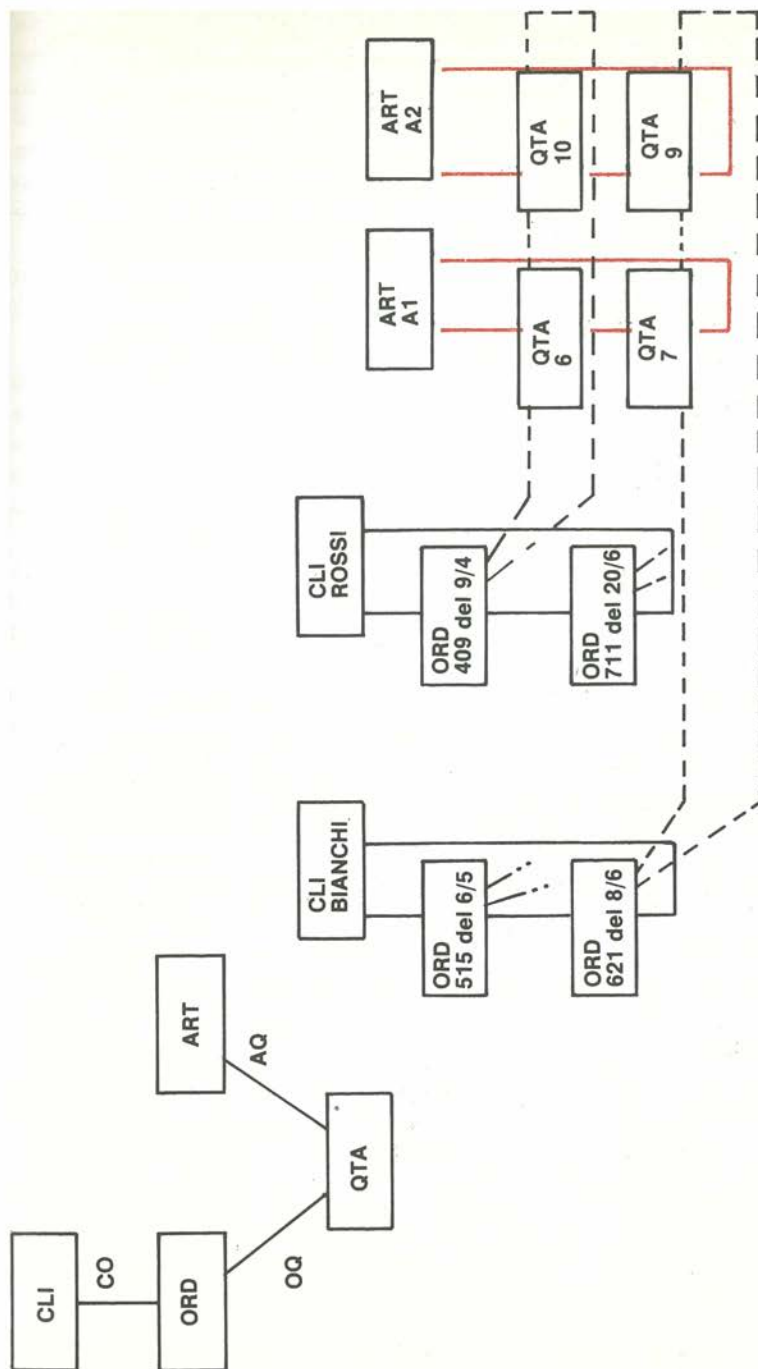 CLI
CO
ORD
OQ
ART
AQ
QTA
CLI
BIANCHI
ORD
515 del 6/5
ORD
621 del 8/6
CLI
ROSSI
ORD
409 del 9/4
ORD
711 del 20/6
ART
A1
QTA
6
QTA
7
ART
A2
QTA
10
QTA
9